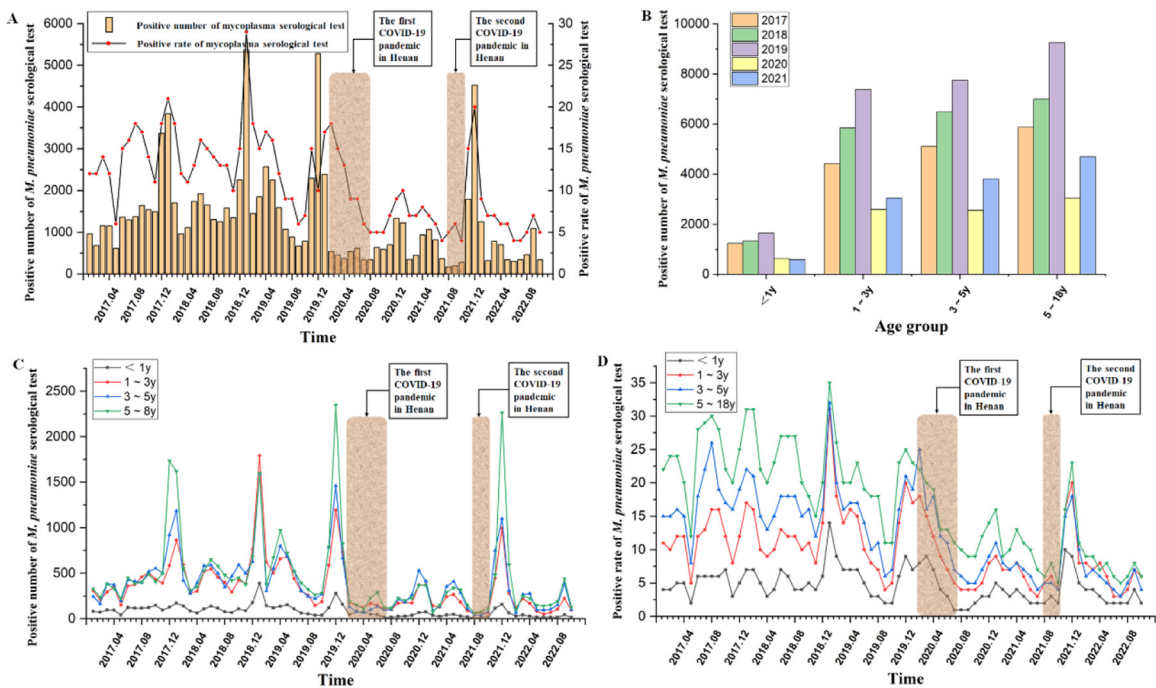 A
Positive number of mycoplasma serological test
Positive rate of mycoplasma serological test
The first
COVID-19
pandemic
in Henan
The second
COVID-19
pandemic in
Henan
Positive number of M. pneumoniae serological test
6000
5000
4000
3000
2000
1000
0
30
25
20
15
10
5
0
Positive rate of M. pneumoniae serological test
2017.04
2017.08
2017.12
2018.04
2018.08
2018.12
2019.04
2019.08
2019.12
2020.04
2020.08
2020.12
2021.04
2021.08
2021.12
2022.04
2022.08
Time
B
2017
2018
2019
2020
2021
Positive number of M. pneumoniae serological test
10000
8000
6000
4000
2000
0
<1y
1 ~ 3y
3 ~ 5y
5 ~ 18y
Age group
C
< 1y
1 ~ 3y
3 ~ 5y
5 ~ 8y
The first
COVID-19
pandemic
in Henan
The second
COVID-19
pandemic
in Henan
Positive number of M. pneumoniae serological test
2500
2000
1500
1000
500
0
2017.04
2017.08
2017.12
2018.04
2018.08
2018.12
2019.04
2019.08
2019.12
2020.04
2020.08
2020.12
2021.04
2021.08
2021.12
2022.04
2022.08
Time
D
< 1y
1 ~ 3y
3 ~ 5y
5 ~ 18y
The first
COVID-19
pandemic
in Henan
The second
COVID-19
pandemic
in Henan
Positive rate of M. pneumoniae serological test
35
30
25
20
15
10
5
0
2017.04
2017.08
2017.12
2018.04
2018.08
2018.12
2019.04
2019.08
2019.12
2020.04
2020.08
2020.12
2021.04
2021.08
2021.12
2022.04
2022.08
Time